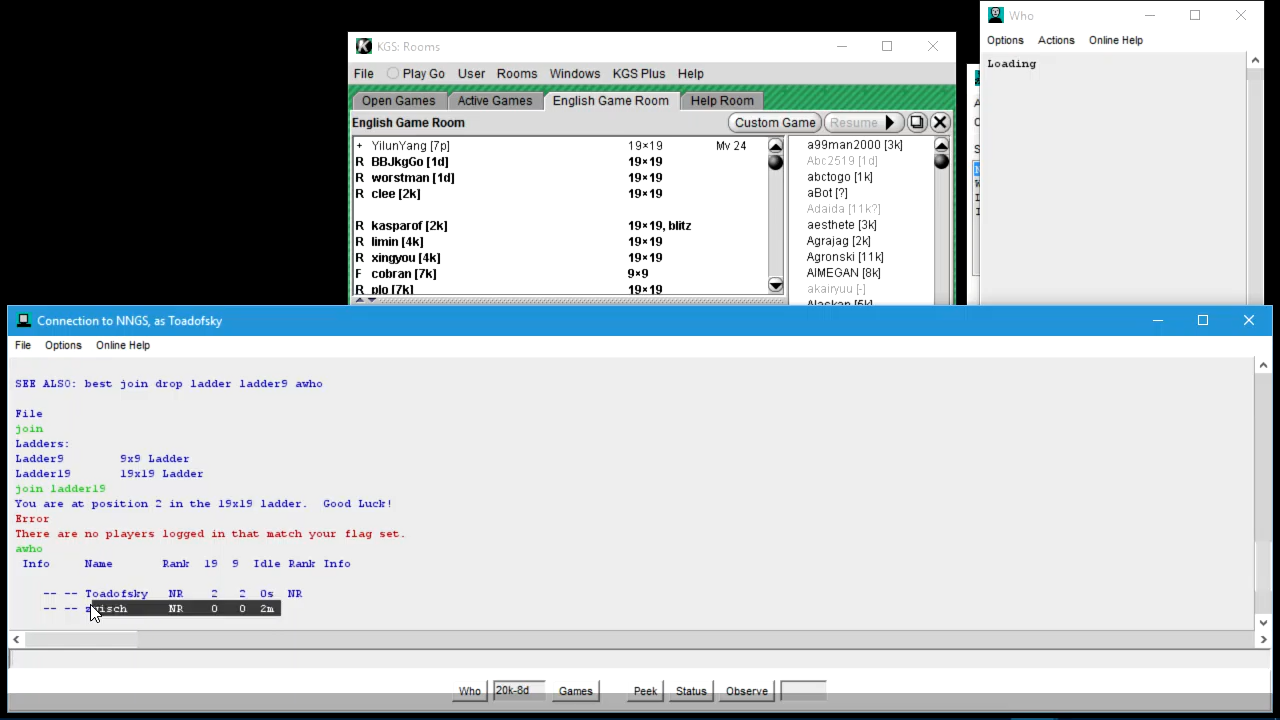 Who
Options Actions Online Help
Loading
KGS: Rooms
File Play Go User Rooms Windows KGS Plus Help
Open Games Active Games English Game Room Help Room
English Game Room Custom Game Resume
+ YilunYang [7p] 19×19 Mv 24
R BBJkgGo [1d] 19×19
R worstman [1d] 19×19
R clee [2k] 19×19
R kasparof [2k] 19×19, blitz
R limin [4k] 19×19
R xingyou [4k] 19×19
F cobran [7k] 9×9
R plo [7k] 19×19
a99man2000 [3k]
Abc2519 [1d]
abctogo [1k]
aBot [?]
Adaida [11k?]
aesthete [3k]
Agrajag [2k]
Agronski [11k]
AIMEGAN [8k]
akairyuu [-]
Alaskan [5k]
Connection to NNGS, as Toadofsky
File Options Online Help
SEE ALSO: best join drop ladder ladder9 awho
File
join
Ladders:
Ladder9 9x9 Ladder
Ladder19 19x19 Ladder
join ladder19
You are at position 2 in the 19x19 ladder. Good Luck!
Error
There are no players logged in that match your flag set.
awho
Info Name Rank 19 9 Idle Rank Info
-- -- Toadofsky NR 2 2 0s NR
-- -- NR 0 0 2m
Who 20k-8d Games Peek Status Observe